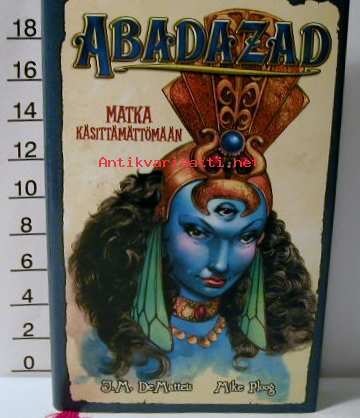 ABADAZAD
MATKA
KÄSITTÄMÄTTÖMÄÄN
Antikvariaatti.net
J.M. DeMatteis
Mike Ploog
18
16
14
12
10
8
6
4
2
0